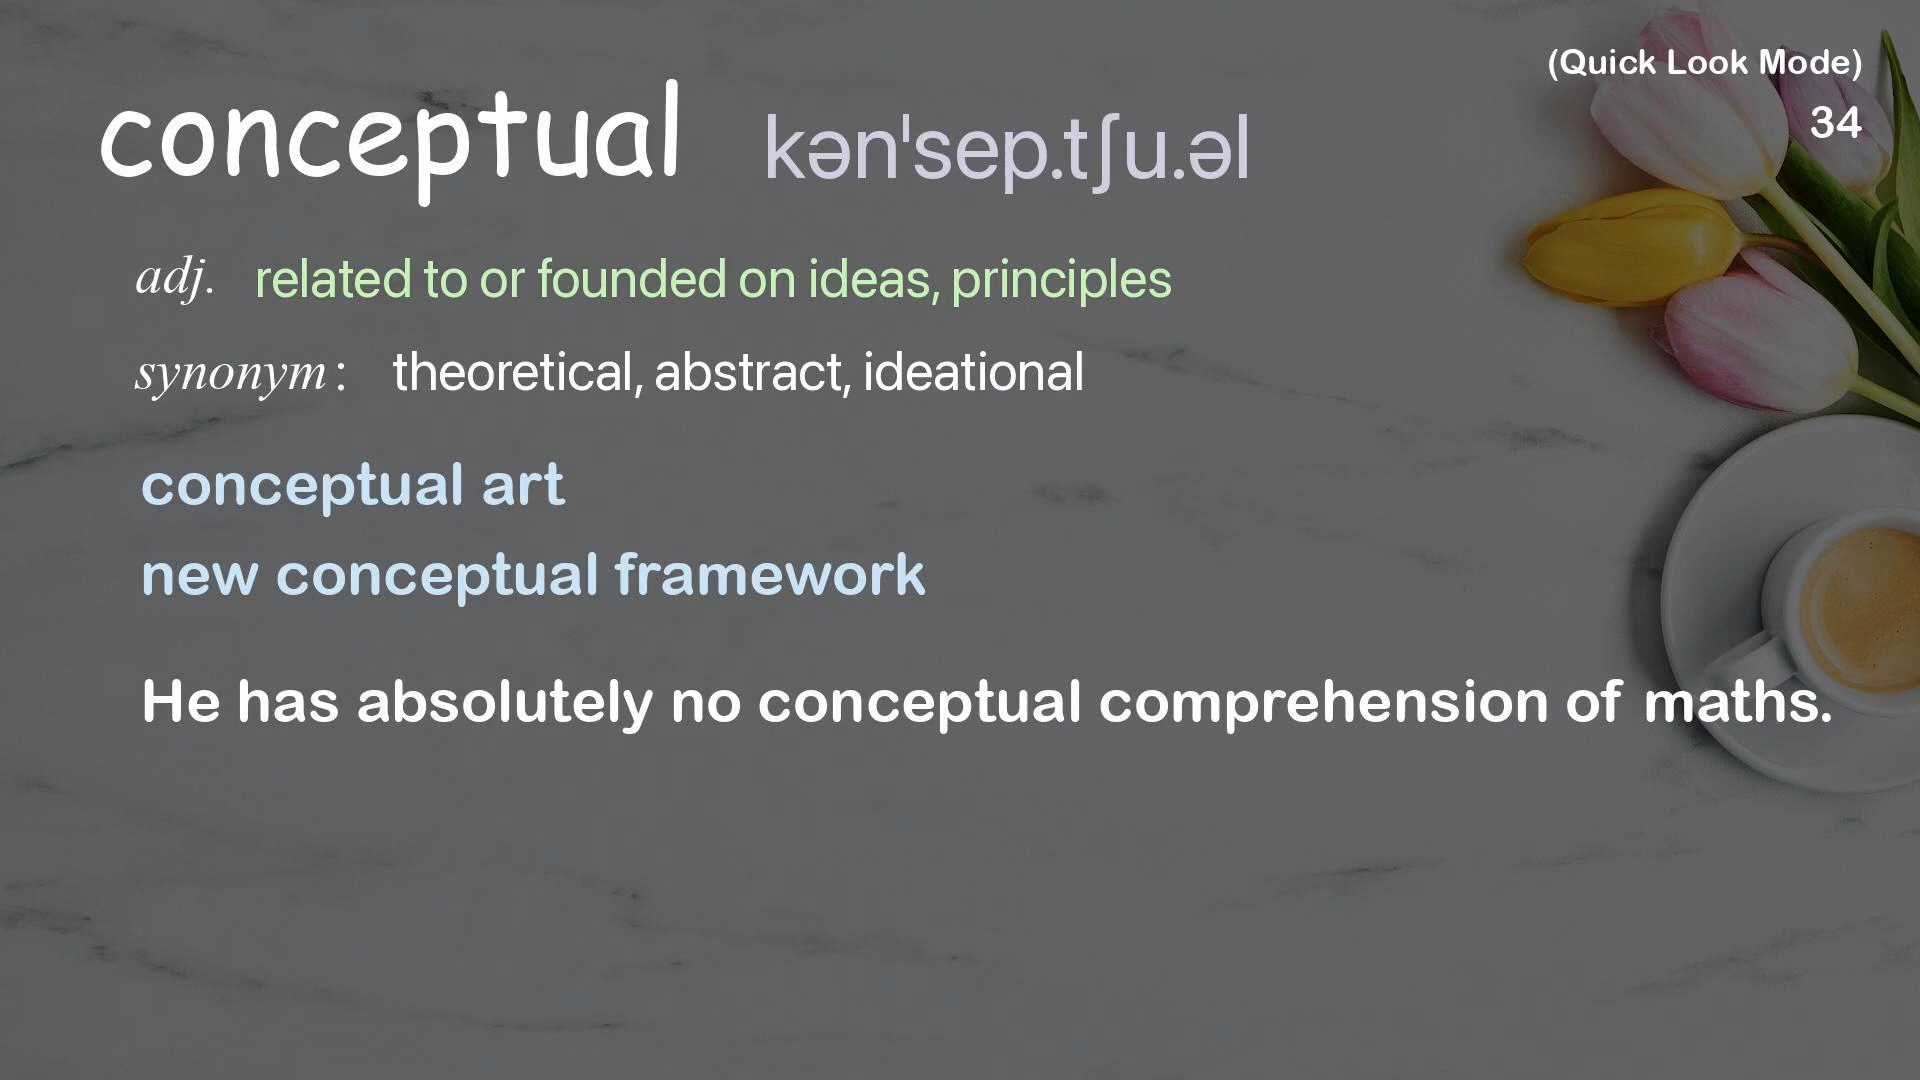 (Quick Look Mode)
34
conceptual kən'sep.tʃu.əl
adj. related to or founded on ideas, principles
synonym : theoretical, abstract, ideational
conceptual art
new conceptual framework
He has absolutely no conceptual comprehension of maths.